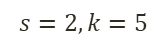 s = 2, k = 5